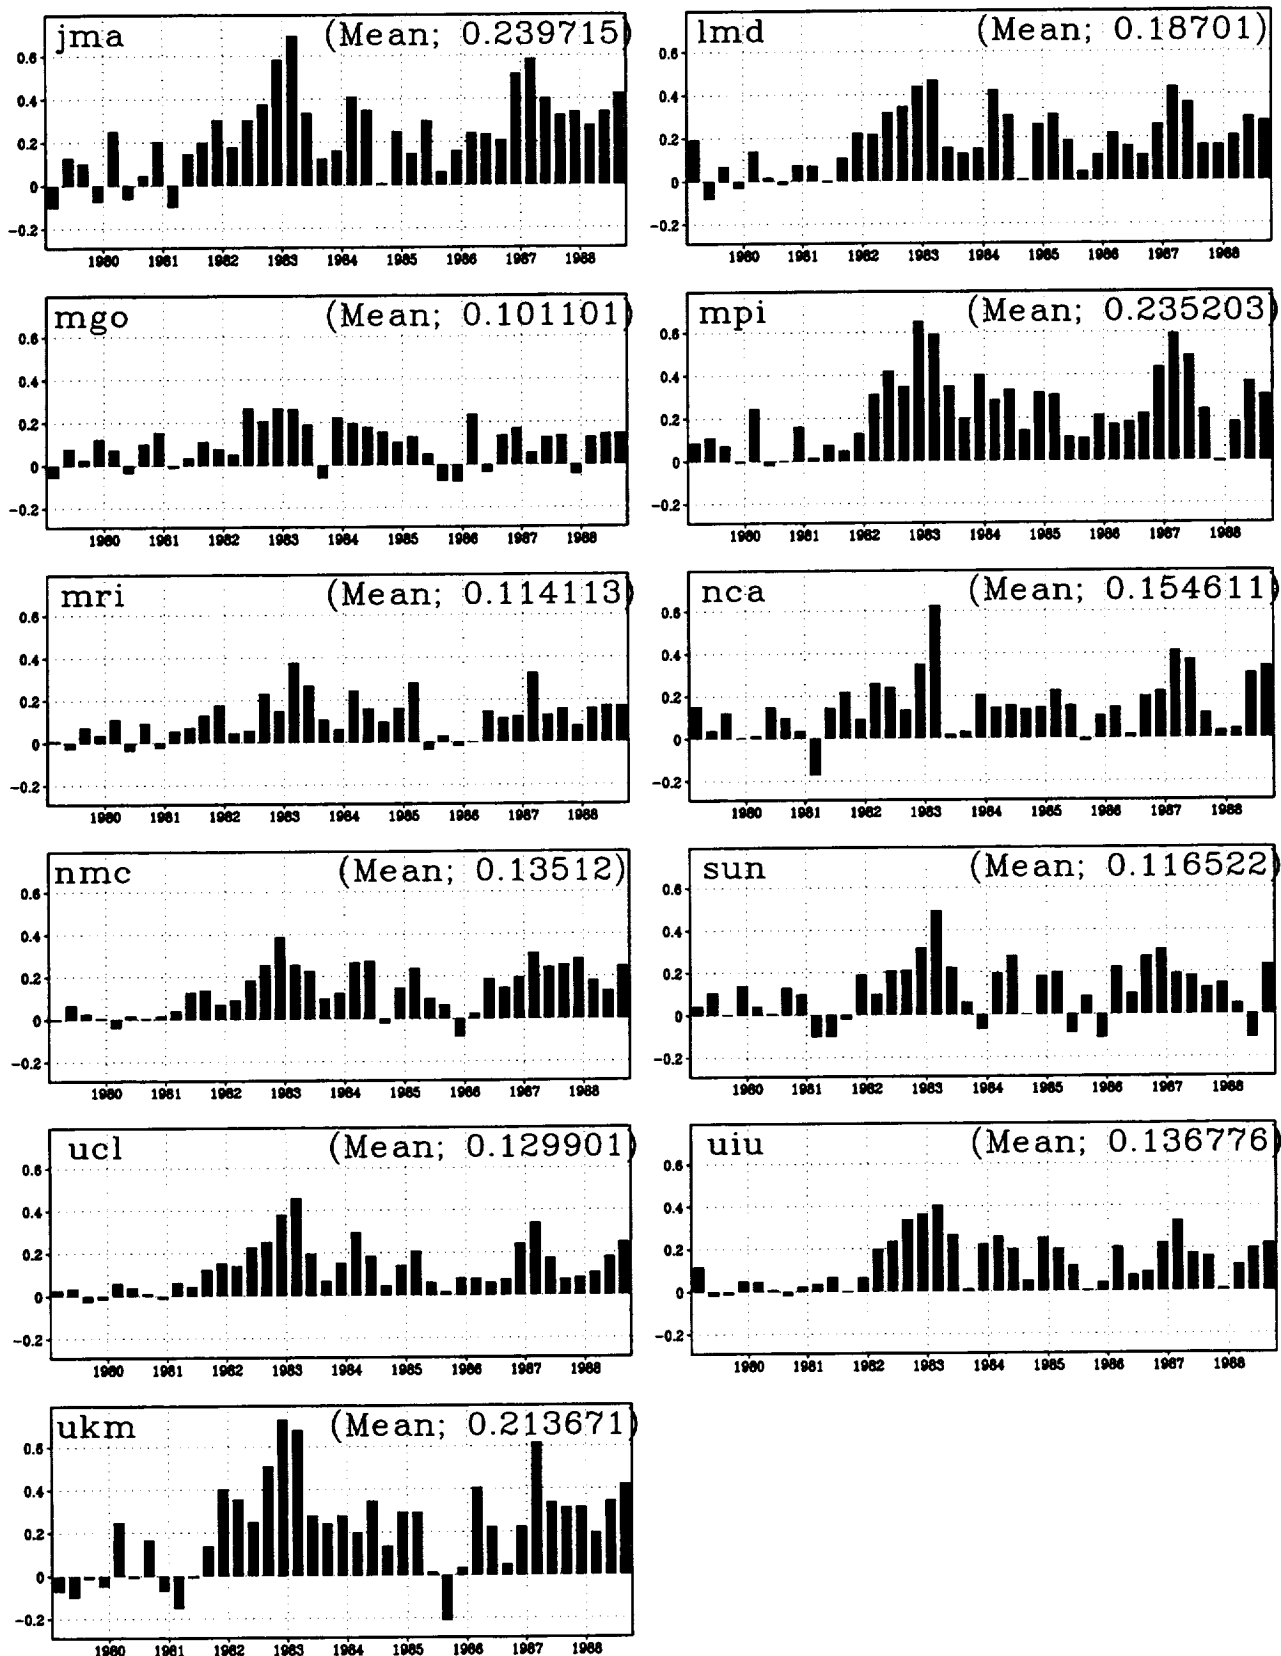 jma (Mean; 0.239715)
0.6
0.4
0.2
0
-0.2
1980 1981 1982 1983 1984 1985 1986 1987 1988
lmd (Mean; 0.18701)
0.6
0.4
0.2
0
-0.2
1980 1981 1982 1983 1984 1985 1986 1987 1988
mgo (Mean; 0.101101)
0.6
0.4
0.2
0
-0.2
1980 1981 1982 1983 1984 1985 1986 1987 1988
mpi (Mean; 0.235203)
0.6
0.4
0.2
0
-0.2
1980 1981 1982 1983 1984 1985 1986 1987 1988
mri (Mean; 0.114113)
0.6
0.4
0.2
0
-0.2
1980 1981 1982 1983 1984 1985 1986 1987 1988
nca (Mean; 0.154611)
0.6
0.4
0.2
0
-0.2
1980 1981 1982 1983 1984 1985 1986 1987 1988
nmc (Mean; 0.13512)
0.6
0.4
0.2
0
-0.2
1980 1981 1982 1983 1984 1985 1986 1987 1988
sun (Mean; 0.116522)
0.6
0.4
0.2
0
-0.2
1980 1981 1982 1983 1984 1985 1986 1987 1988
ucl (Mean; 0.129901)
0.6
0.4
0.2
0
-0.2
1980 1981 1982 1983 1984 1985 1986 1987 1988
uiu (Mean; 0.136776)
0.6
0.4
0.2
0
-0.2
1980 1981 1982 1983 1984 1985 1986 1987 1988
ukm (Mean; 0.213671)
0.6
0.4
0.2
0
-0.2
1980 1981 1982 1983 1984 1985 1986 1987 1988